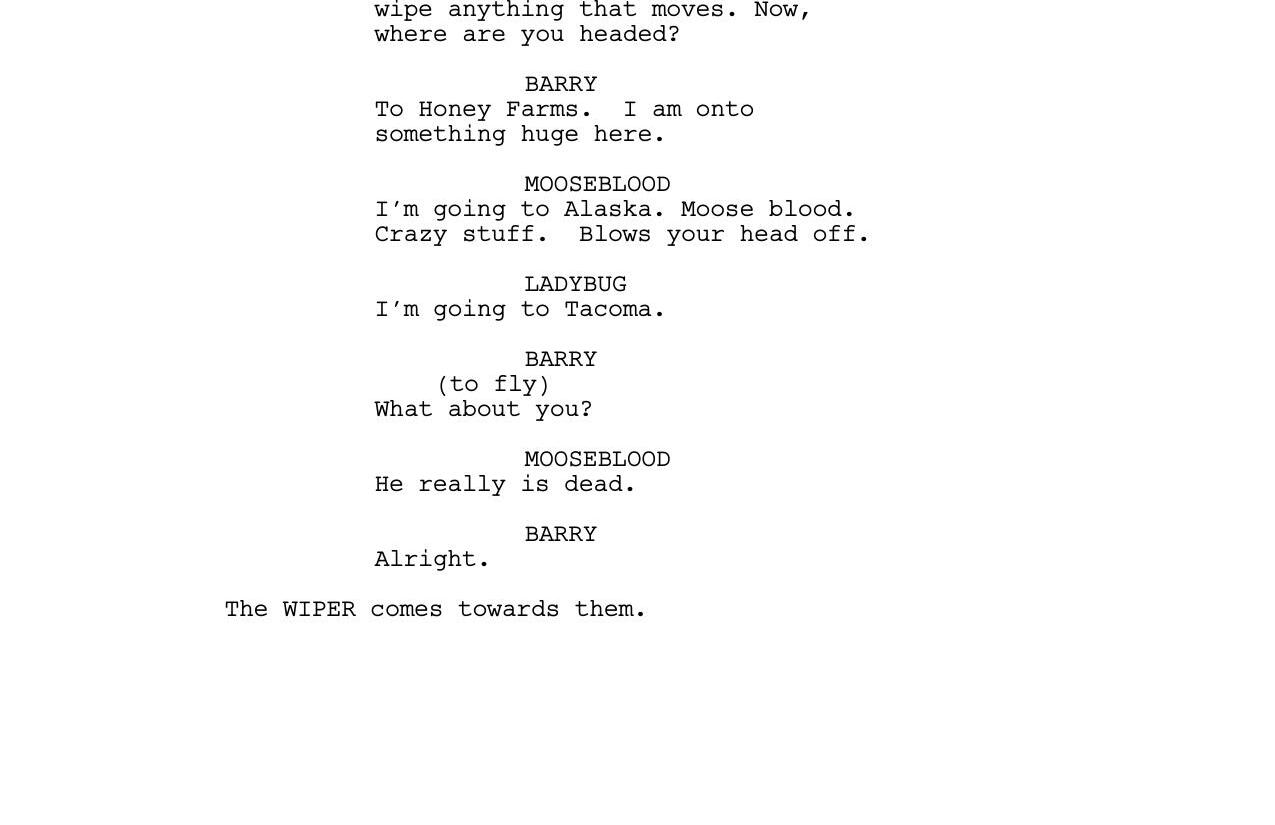 wipe anything that moves. Now,
where are you headed?
BARRY
To Honey Farms.  I am onto
something huge here.
MOOSEBLOOD
I’m going to Alaska. Moose blood.
Crazy stuff.  Blows your head off.
LADYBUG
I’m going to Tacoma.
BARRY
(to fly)
What about you?
MOOSEBLOOD
He really is dead.
BARRY
Alright.
The WIPER comes towards them.